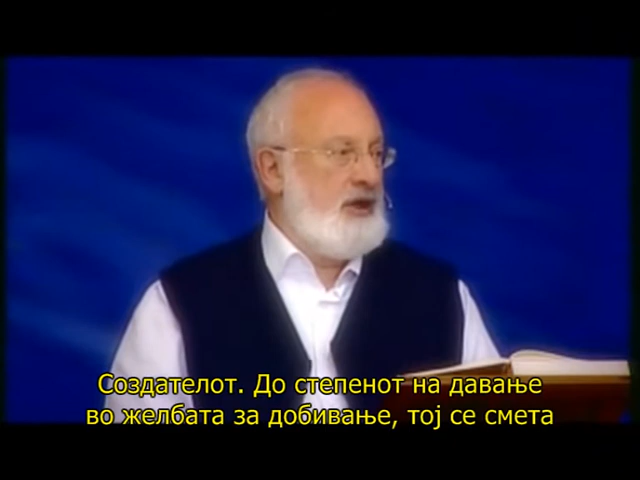 Создателот. До степенот на давање
во желбата за добивање, тој се смета